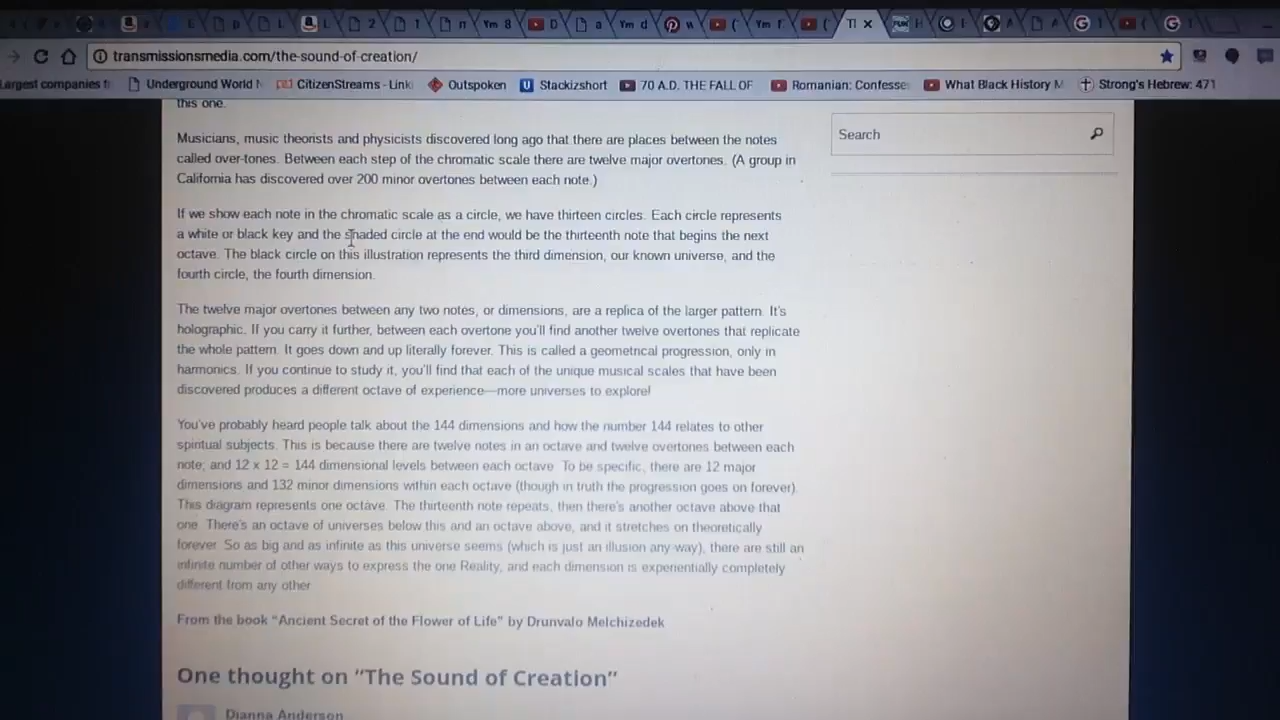 transmissionsmedia.com/the-sound-of-creation/
Largest companies Underground World CitizenStreams - Link Outspoken Stackizshort 70 A.D. THE FALL OF Romanian: Confesse What Black History M Strong's Hebrew: 471
this one.
Search
Musicians, music theorists and physicists discovered long ago that there are places between the notes
called over-tones. Between each step of the chromatic scale there are twelve major overtones. (A group in
California has discovered over 200 minor overtones between each note.)
If we show each note in the chromatic scale as a circle, we have thirteen circles. Each circle represents
a white or black key and the shaded circle at the end would be the thirteenth note that begins the next
octave. The black circle on this illustration represents the third dimension, our known universe, and the
fourth circle, the fourth dimension.
The twelve major overtones between any two notes, or dimensions, are a replica of the larger pattern. It's
holographic. If you carry it further, between each overtone you'll find another twelve overtones that replicate
the whole pattern. It goes down and up literally forever. This is called a geometrical progression, only in
harmonics. If you continue to study it, you'll find that each of the unique musical scales that have been
discovered produces a different octave of experience—more universes to explore!
You've probably heard people talk about the 144 dimensions and how the number 144 relates to other
spiritual subjects. This is because there are twelve notes in an octave and twelve overtones between each
note; and 12 x 12 = 144 dimensional levels between each octave. To be specific, there are 12 major
dimensions and 132 minor dimensions within each octave (though in truth the progression goes on forever).
This diagram represents one octave. The thirteenth note repeats, then there's another octave above that
one. There's an octave of universes below this and an octave above, and it stretches on theoretically
forever. So as big and as infinite as this universe seems (which is just an illusion any-way), there are still an
infinite number of other ways to express the one Reality, and each dimension is experientially completely
different from any other
From the book "Ancient Secret of the Flower of Life" by Drunvalo Melchizedek
One thought on "The Sound of Creation"
Dianna Anderson